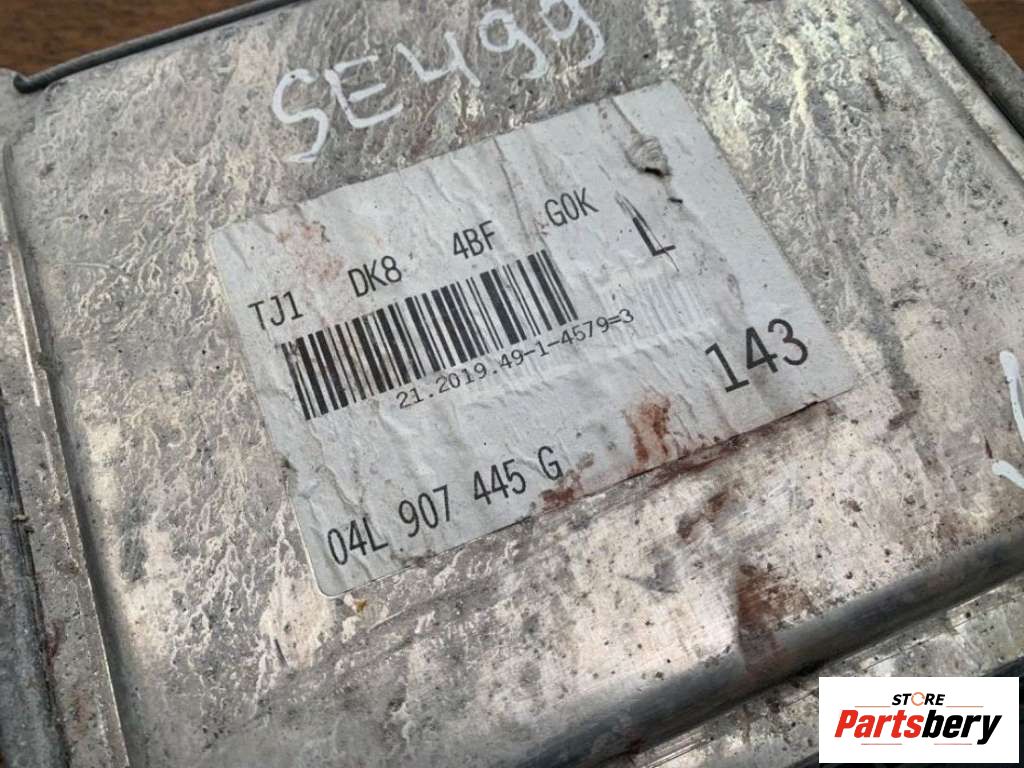 SE499
TJ1 DK8 4BF G0K
L
21.2019.49-1-4579=3
143
04L 907 445 G
STORE
Partsbery